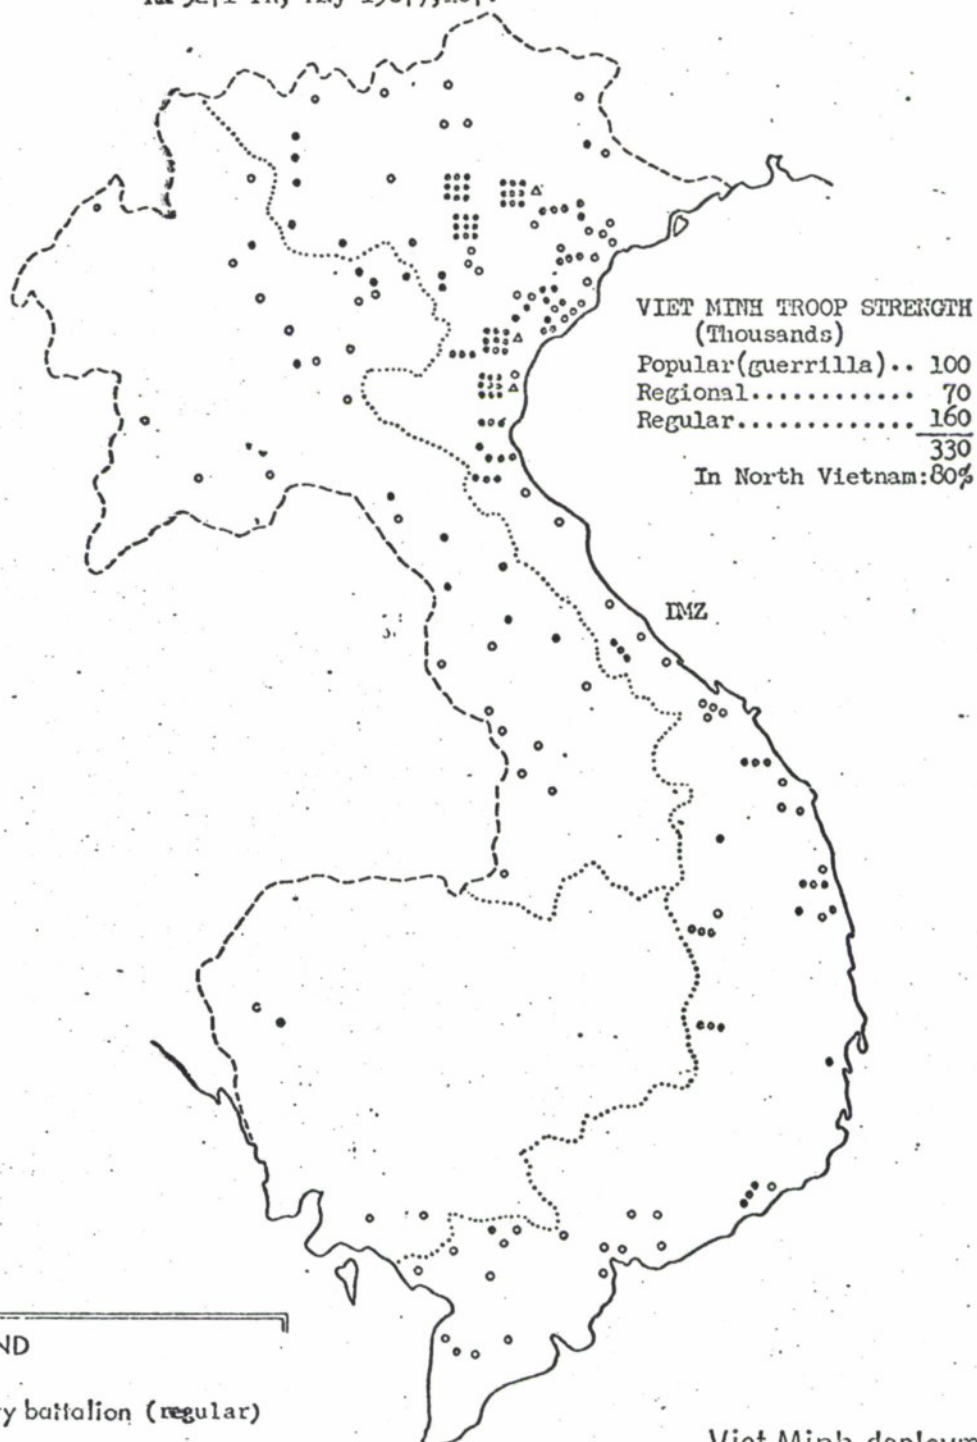 VIET MINH TROOP STRENGTH
(Thousands)
Popular(guerrilla).. 100
Regional............ 70
Regular............. 160
330
In North Vietnam:80%
DMZ
ND
y battalion (regular)
Viet Minh deploym